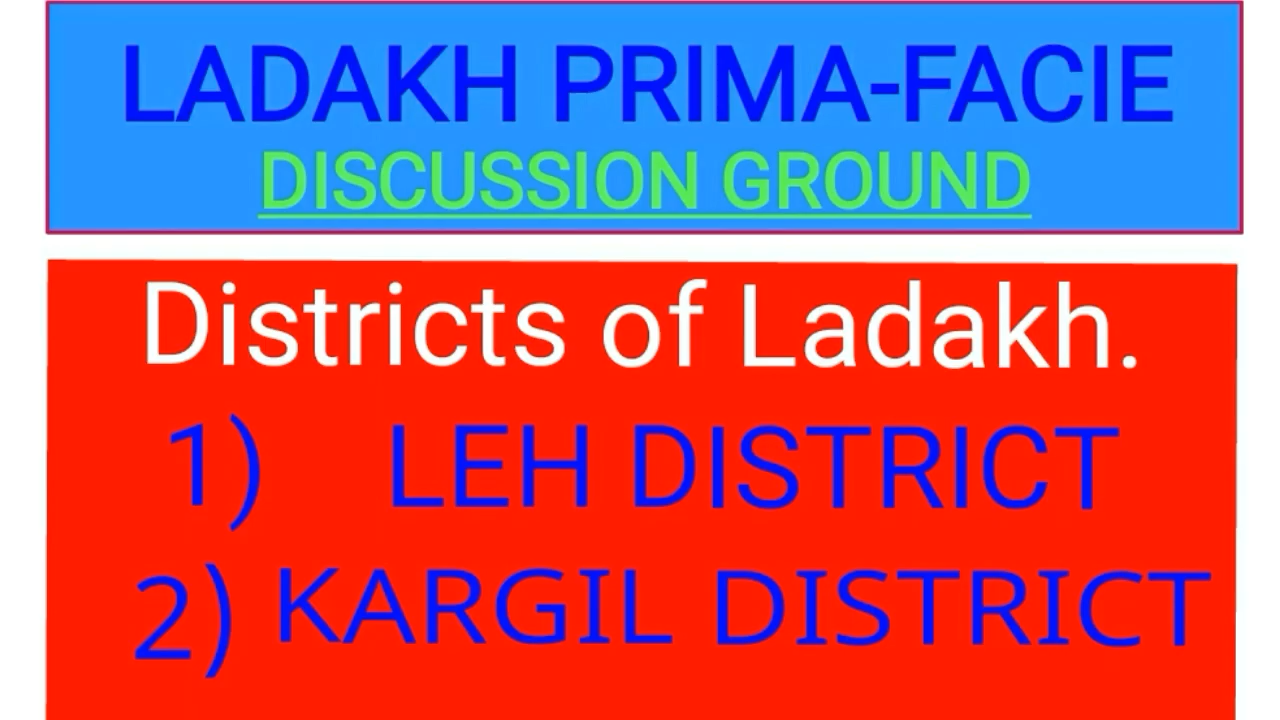 LADAKH PRIMA-FACIE
DISCUSSION GROUND
Districts of Ladakh.
1) LEH DISTRICT
2) KARGIL DISTRICT